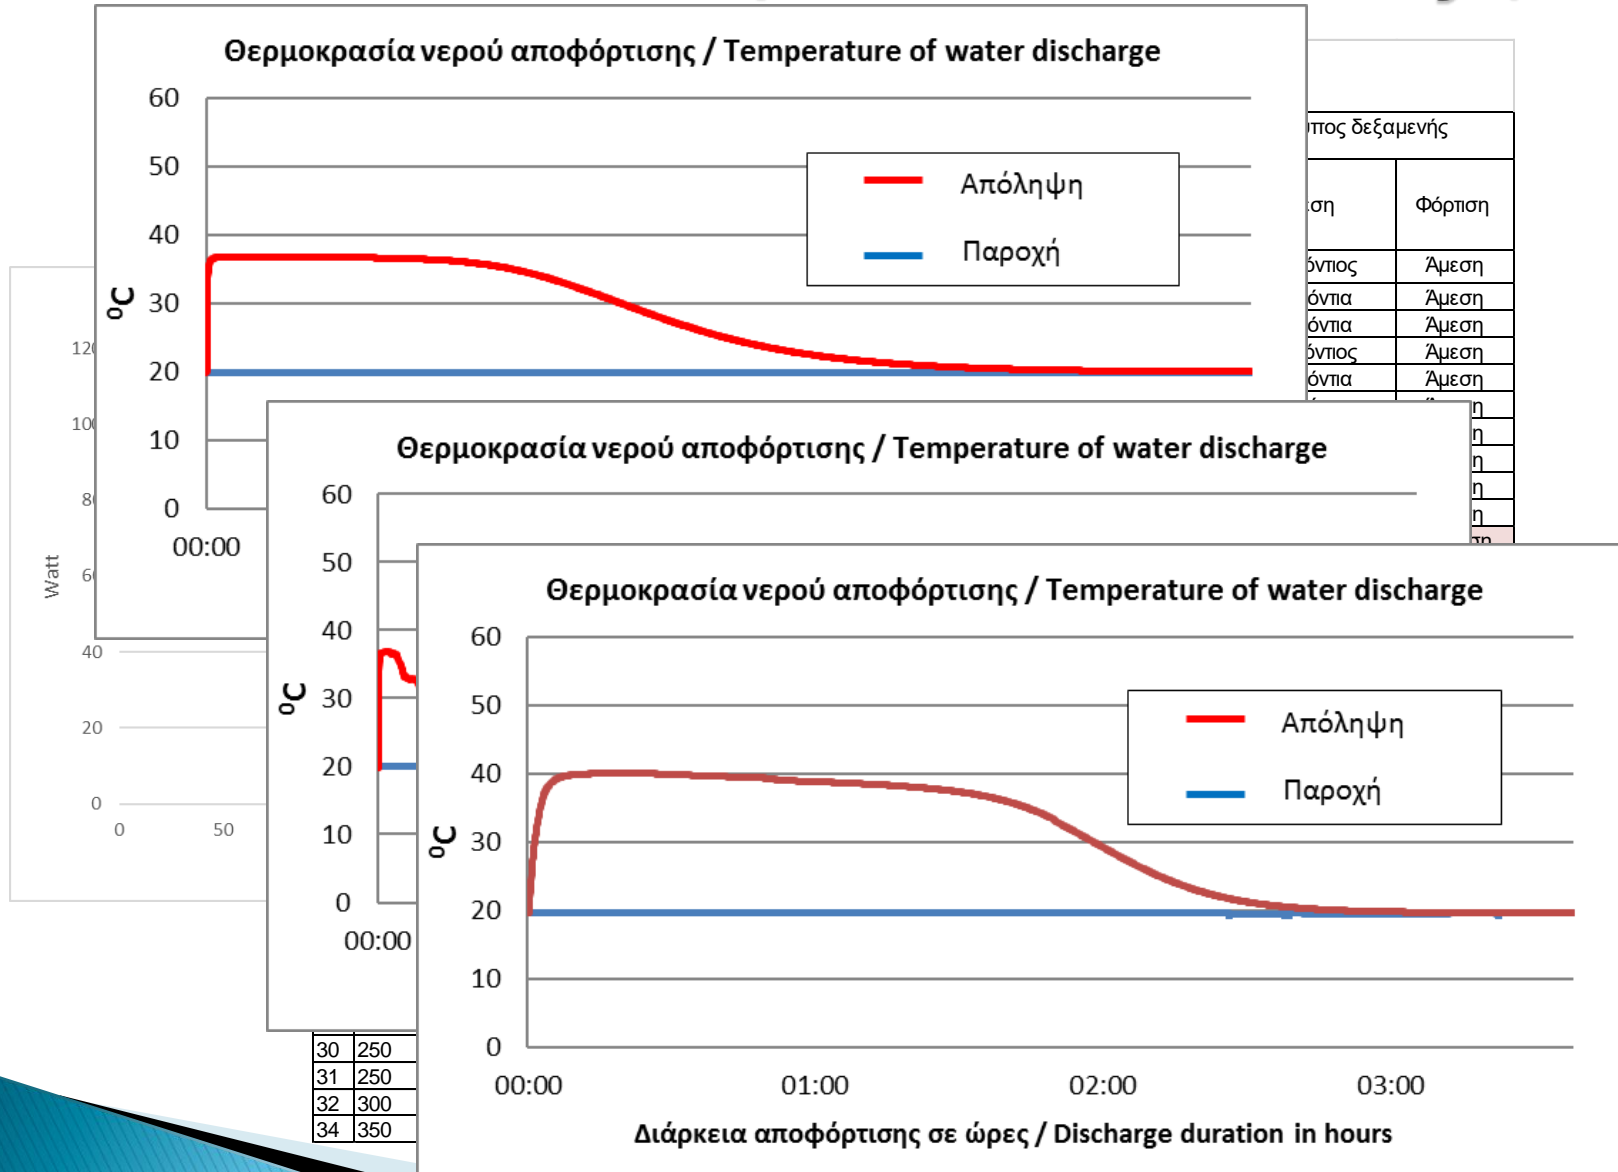 Θερμοκρασία νερού αποφόρτισης / Temperature of water discharge
60
50
40
30
20
10
0
⁰C
00:00
Απόληψη
Παροχή
δεξαμενής
Φόρτιση
Άμεση
Άμεση
Άμεση
Άμεση
Άμεση
Watt
40
20
0
0
50
Θερμοκρασία νερού αποφόρτισης / Temperature of water discharge
60
50
40
30
20
10
0
⁰C
00:00
Θερμοκρασία νερού αποφόρτισης / Temperature of water discharge
60
50
40
30
20
10
0
⁰C
Απόληψη
Παροχή
00:00 01:00 02:00 03:00
Διάρκεια αποφόρτισης σε ώρες / Discharge duration in hours
30 250
31 250
32 300
34 350